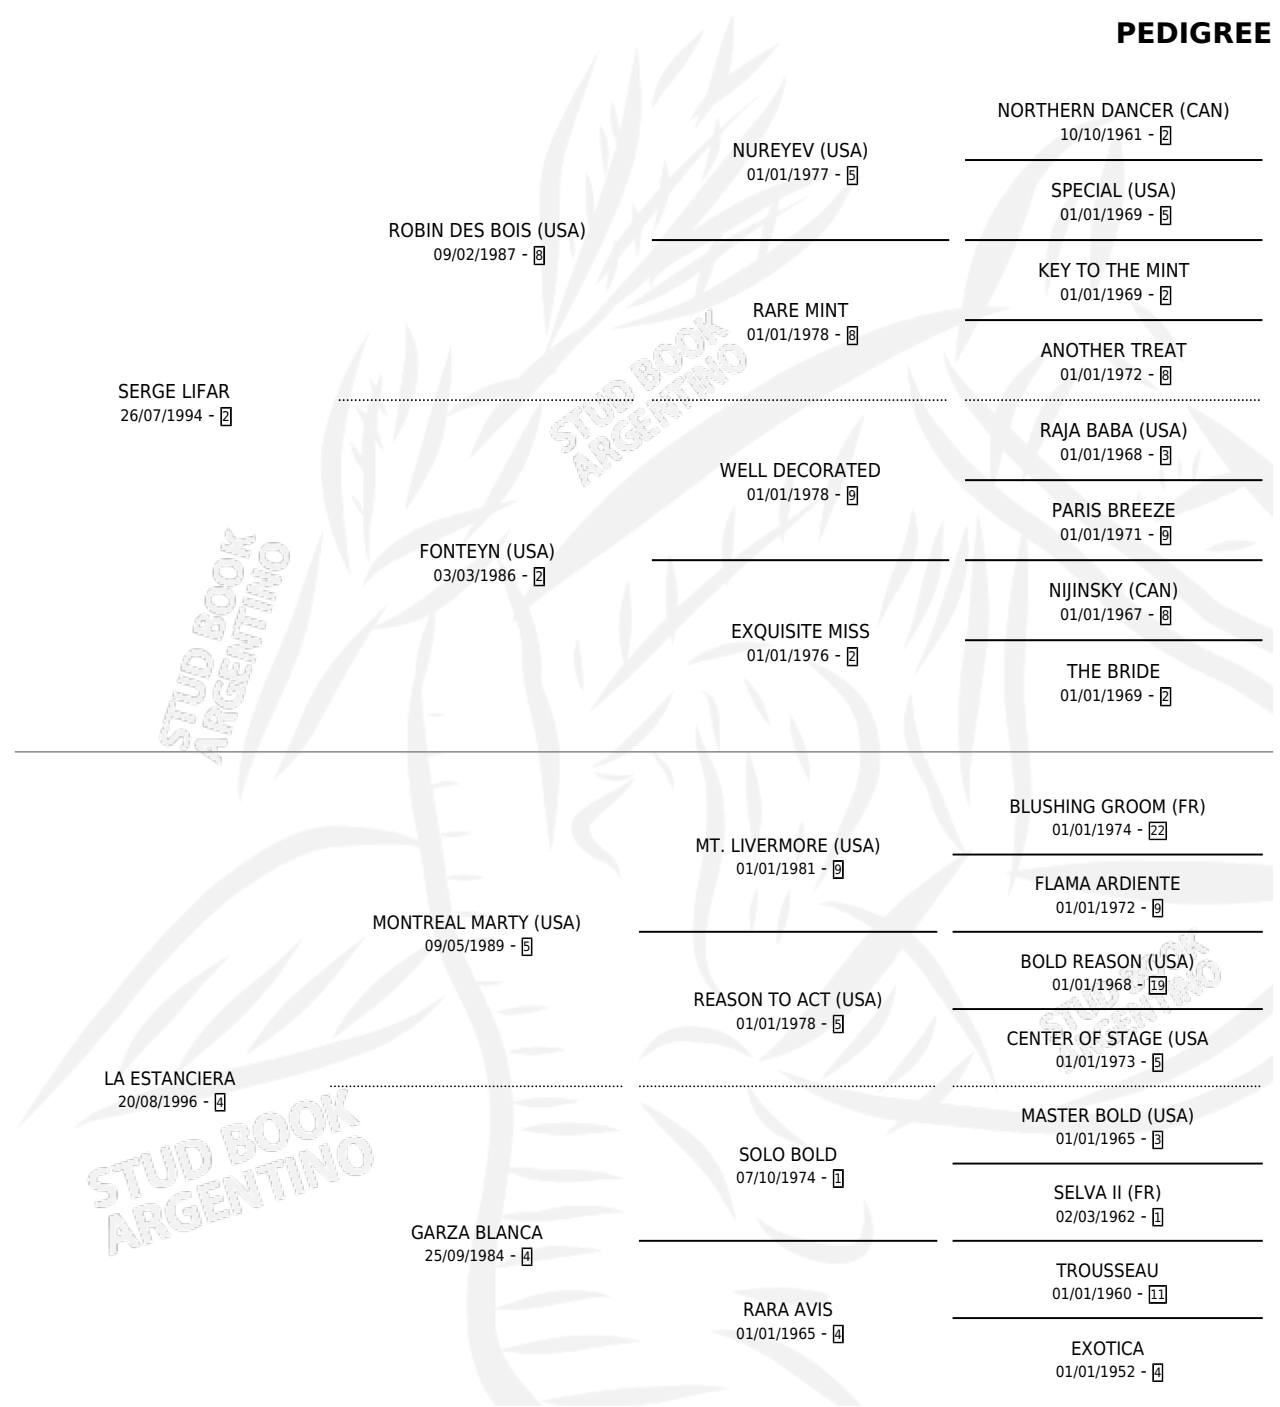 PEDIGREE
NORTHERN DANCER (CAN)
10/10/1961 - 2
NUREYEV (USA)
01/01/1977 - 5
SPECIAL (USA)
01/01/1969 - 5
ROBIN DES BOIS (USA)
09/02/1987 - 8
KEY TO THE MINT
01/01/1969 - 2
RARE MINT
01/01/1978 - 8
ANOTHER TREAT
01/01/1972 - 8
SERGE LIFAR
26/07/1994 - 2
STUD BOOK
ARGENTINO
RAJA BABA (USA)
01/01/1968 - 3
WELL DECORATED
01/01/1978 - 9
PARIS BREEZE
01/01/1971 - 9
FONTEYN (USA)
03/03/1986 - 2
NIJINSKY (CAN)
01/01/1967 - 8
EXQUISITE MISS
01/01/1976 - 2
THE BRIDE
01/01/1969 - 2
STUD BOOK
ARGENTINO
BLUSHING GROOM (FR)
01/01/1974 - 22
MT. LIVERMORE (USA)
01/01/1981 - 9
FLAMA ARDIENTE
01/01/1972 - 9
MONTREAL MARTY (USA)
09/05/1989 - 5
BOLD REASON (USA)
01/01/1968 - 19
REASON TO ACT (USA)
01/01/1978 - 5
CENTER OF STAGE (USA
01/01/1973 - 5
STUD BOOK
ARGENTINO
LA ESTANCIERA
20/08/1996 - 4
MASTER BOLD (USA)
01/01/1965 - 3
SOLO BOLD
07/10/1974 - 1
SELVA II (FR)
02/03/1962 - 1
STUD BOOK
ARGENTINO
GARZA BLANCA
25/09/1984 - 4
TROUSSEAU
01/01/1960 - 11
RARA AVIS
01/01/1965 - 4
EXOTICA
01/01/1952 - 4